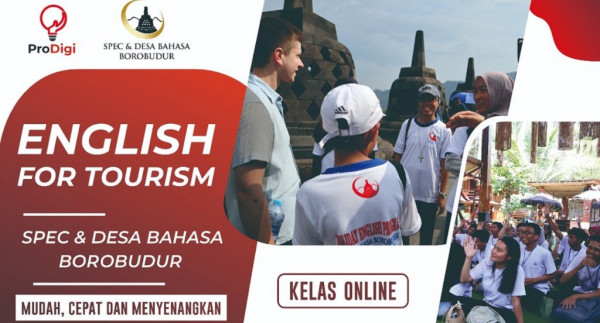 ProDigi
SPEC & DESA BAHASA
BOROBUDUR
ENGLISH
FOR TOURISM
SPEC & DESA BAHASA
BOROBUDUR
MUDAH, CEPAT DAN MENYENANGKAN
KELAS ONLINE